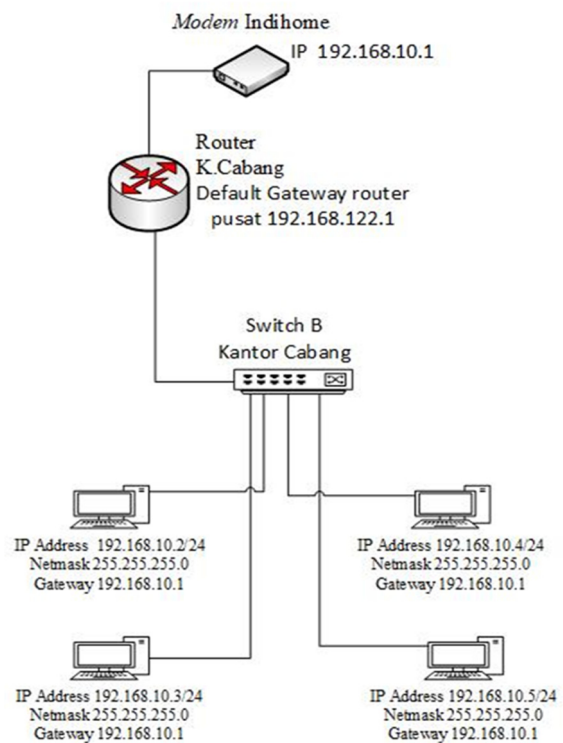 Modem Indihome
IP 192.168.10.1
Router
K.Cabang
Default Gateway router
pusat 192.168.122.1
Switch B
Kantor Cabang
IP Address 192.168.10.2/24
Netmask 255.255.255.0
Gateway 192.168.10.1
IP Address 192.168.10.4/24
Netmask 255.255.255.0
Gateway 192.168.10.1
IP Address 192.168.10.3/24
Netmask 255.255.255.0
Gateway 192.168.10.1
IP Address 192.168.10.5/24
Netmask 255.255.255.0
Gateway 192.168.10.1